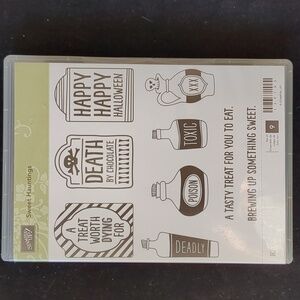 Sweet Hauntings
HAPPY
HAPPY
HALLOWEEN
DEATH
BY CHOCOLATE
A
TREAT
WORTH
DYING
FOR
XXX
TOXIC
POISON
DEADLY
A TASTY TREAT FOR YOU TO EAT.
BREWING UP SOMETHING SWEET.
9